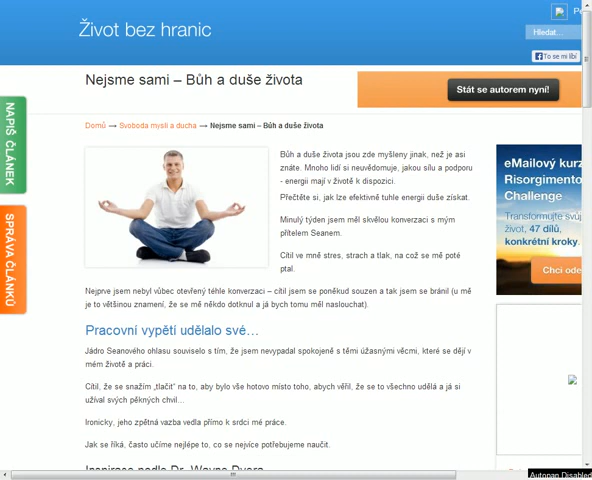 Život bez hranic
Hledat...
To se mi líbí
Nejsme sami – Bůh a duše života
Stát se autorem nyní!
NAPIŠ ČLÁNEK
SPRÁVA ČLÁNKŮ
Domů → Svoboda mysli a ducha → Nejsme sami – Bůh a duše života
Bůh a duše života jsou zde myšleny jinak, než je asi
znáte. Mnoho lidí si neuvědomuje, jakou sílu a podporu
- energii mají v životě k dispozici.
Přečtěte si, jak lze efektivně tuhle energii duše získat.
Minulý týden jsem měl skvělou konverzaci s mým
přítelem Seanem.
Cítil ve mně stres, strach a tlak, na což se mě poté
ptal.
Nejprve jsem nebyl vůbec otevřený téhle konverzaci – cítil jsem se poněkud souzen a tak jsem se bránil (u mě
je to většinou znamení, že se mě někdo dotknul a já bych tomu měl naslouchat).
Pracovní vypětí udělalo své…
Jádro Seanového ohlasu souviselo s tím, že jsem nevypadal spokojeně s těmi úžasnými věcmi, které se dějí v
mém životě a práci.
Cítil, že se snažím „tlačit“ na to, aby bylo vše hotovo místo toho, abych věřil, že se to všechno udělá a já si
užíval svých pěkných chvil…
Ironicky, jeho zpětná vazba vedla přímo k srdci mé práce.
Jak se říká, často učíme nejlépe to, co se nejvíce potřebujeme naučit.
Inspirace podle Dr. Wayne Dyera
eMailový kurz
Risorgimento
Challenge
Transformujte svůj
život, 47 dílů,
konkrétní kroky.
Chci ode
Autopan Disabled